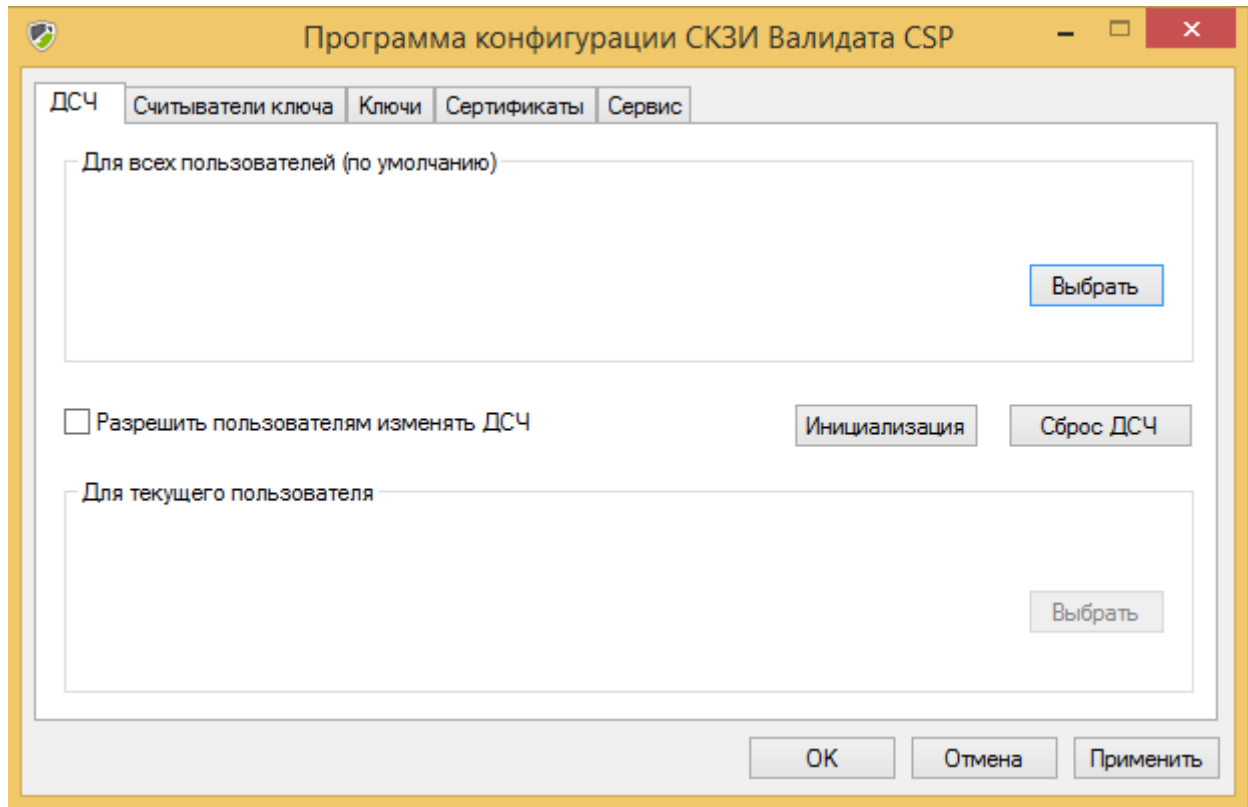 Программа конфигурации СКЗИ Валидата CSP
ДСЧ Считыватели ключа Ключи Сертификаты Сервис
Для всех пользователей (по умолчанию)
Выбрать
Разрешить пользователям изменять ДСЧ Инициализация Сброс ДСЧ
Для текущего пользователя
Выбрать
OK Отмена Применить